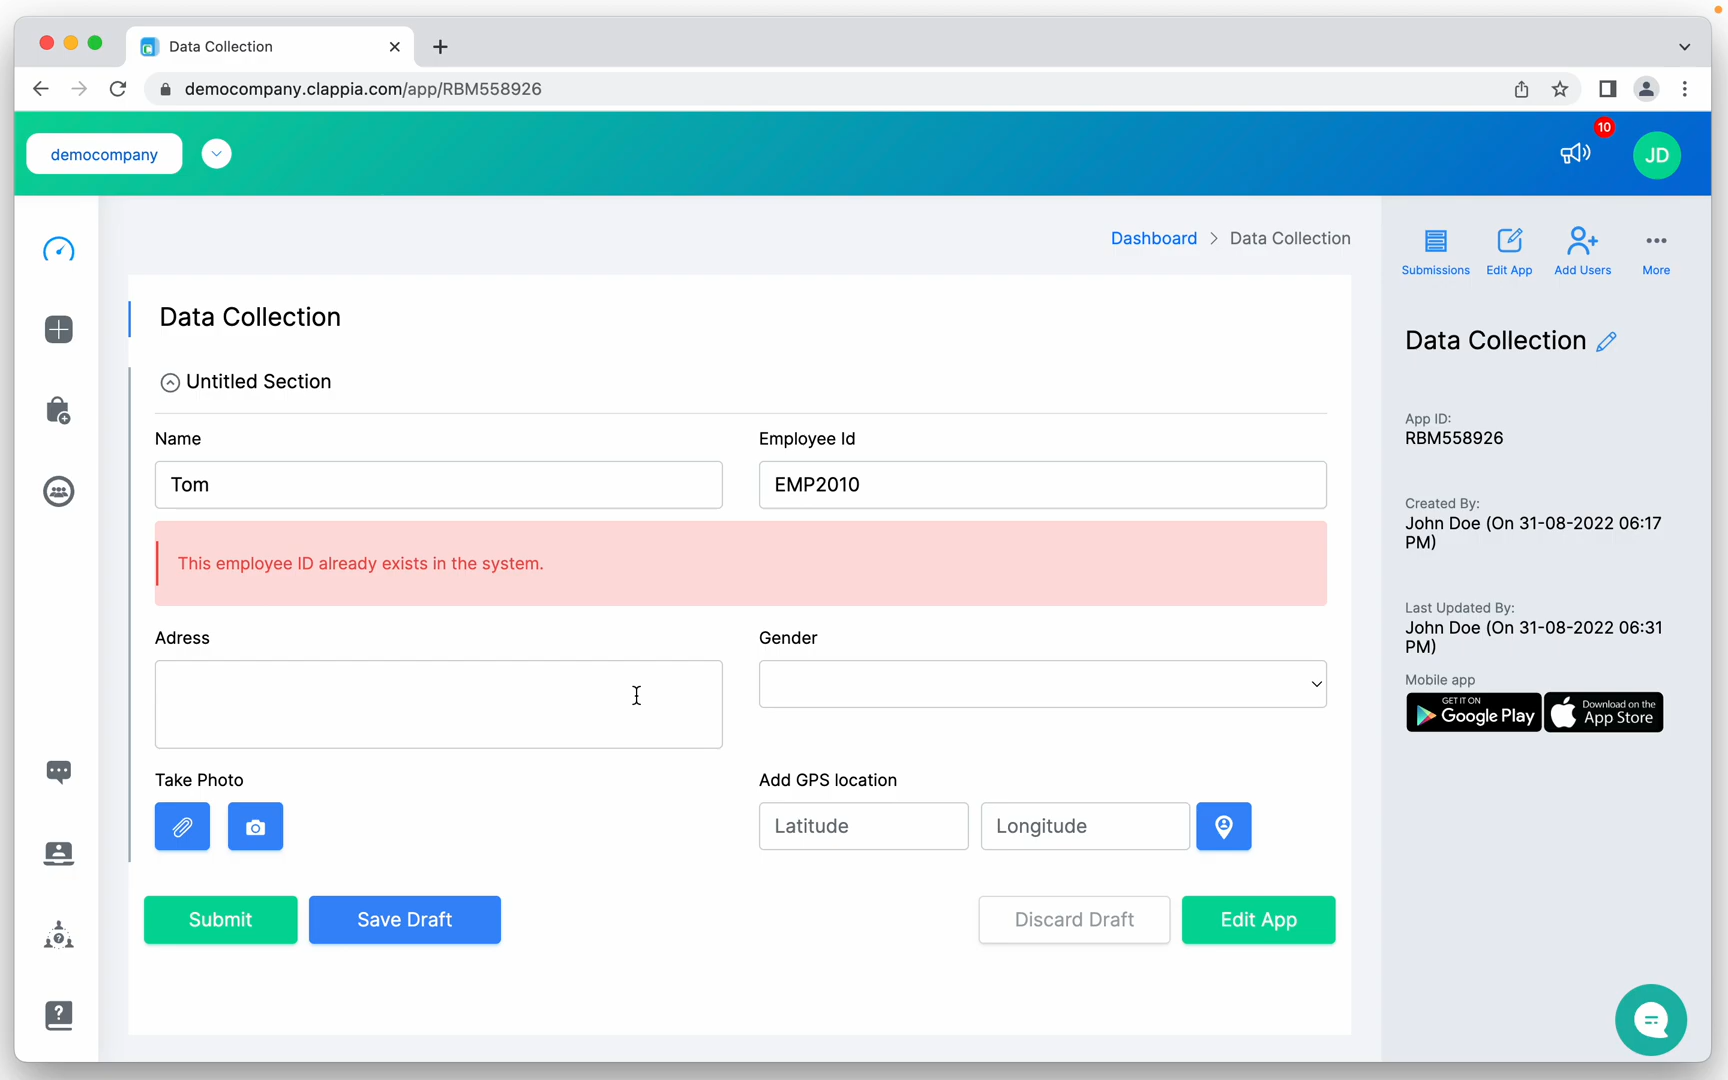 Data Collection
democompany.clappia.com/app/RBM558926
democompany
10
JD
Dashboard > Data Collection
Submissions
Edit App
Add Users
More
Data Collection
Untitled Section
Name
Employee Id
Tom
EMP2010
This employee ID already exists in the system.
Adress
Gender
Take Photo
Add GPS location
Latitude
Longitude
Submit
Save Draft
Discard Draft
Edit App
Data Collection
App ID:
RBM558926
Created By:
John Doe (On 31-08-2022 06:17
PM)
Last Updated By:
John Doe (On 31-08-2022 06:31
PM)
Mobile app
GET IT ON
Google Play
Download on the
App Store